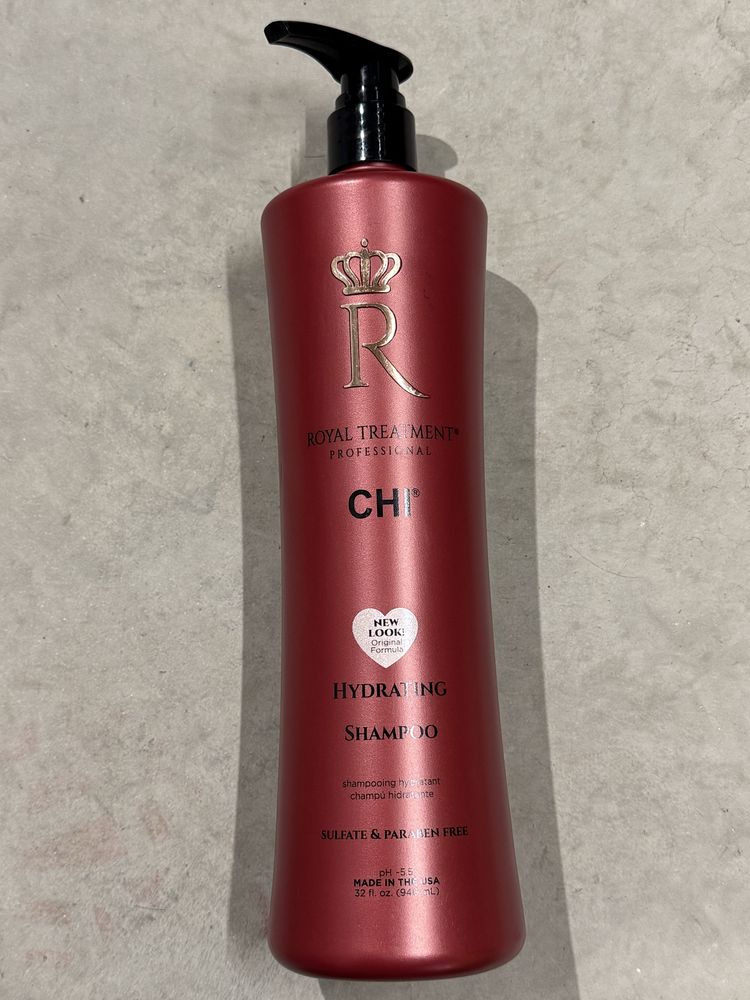 R
ROYAL TREATMENT®
PROFESSIONAL
CHI®
NEW
LOOK!
Original
Formula
HYDRATING
SHAMPOO
shampooing hydratant
champú hidratante
SULFATE & PARABEN FREE
pH -5.5
MADE IN THE USA
32 fl. oz. (946 mL)